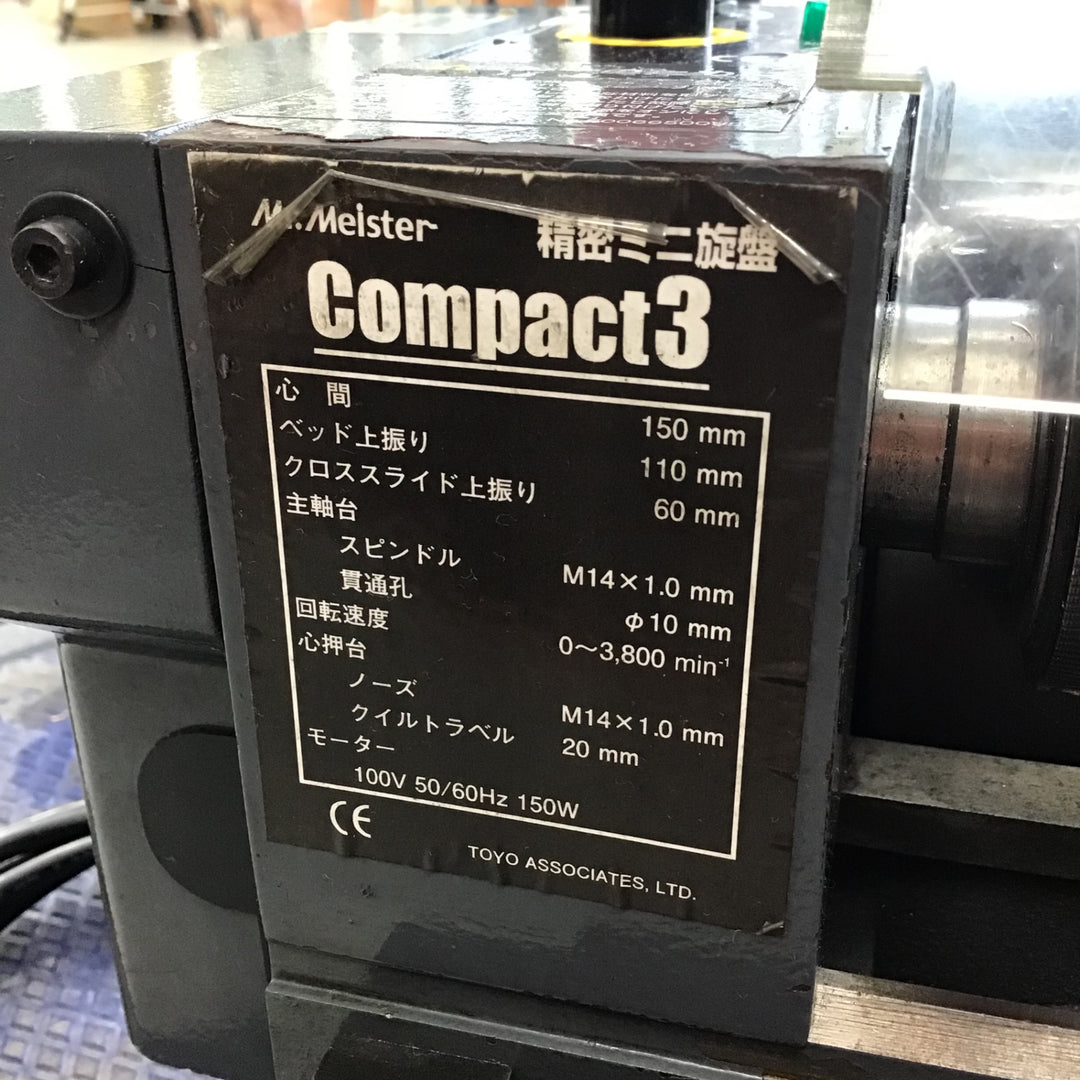 Mr.Meister 精密ミニ旋盤
Compact3
心間 150 mm
ベッド上振り 110 mm
クロススライド上振り 60 mm
主軸台
スピンドル M14×1.0 mm
貫通孔 φ10 mm
回転速度 0～3,800 min⁻¹
心押台
ノーズ M14×1.0 mm
クイルトラベル 20 mm
モーター
100V 50/60Hz 150W
CE
TOYO ASSOCIATES, LTD.